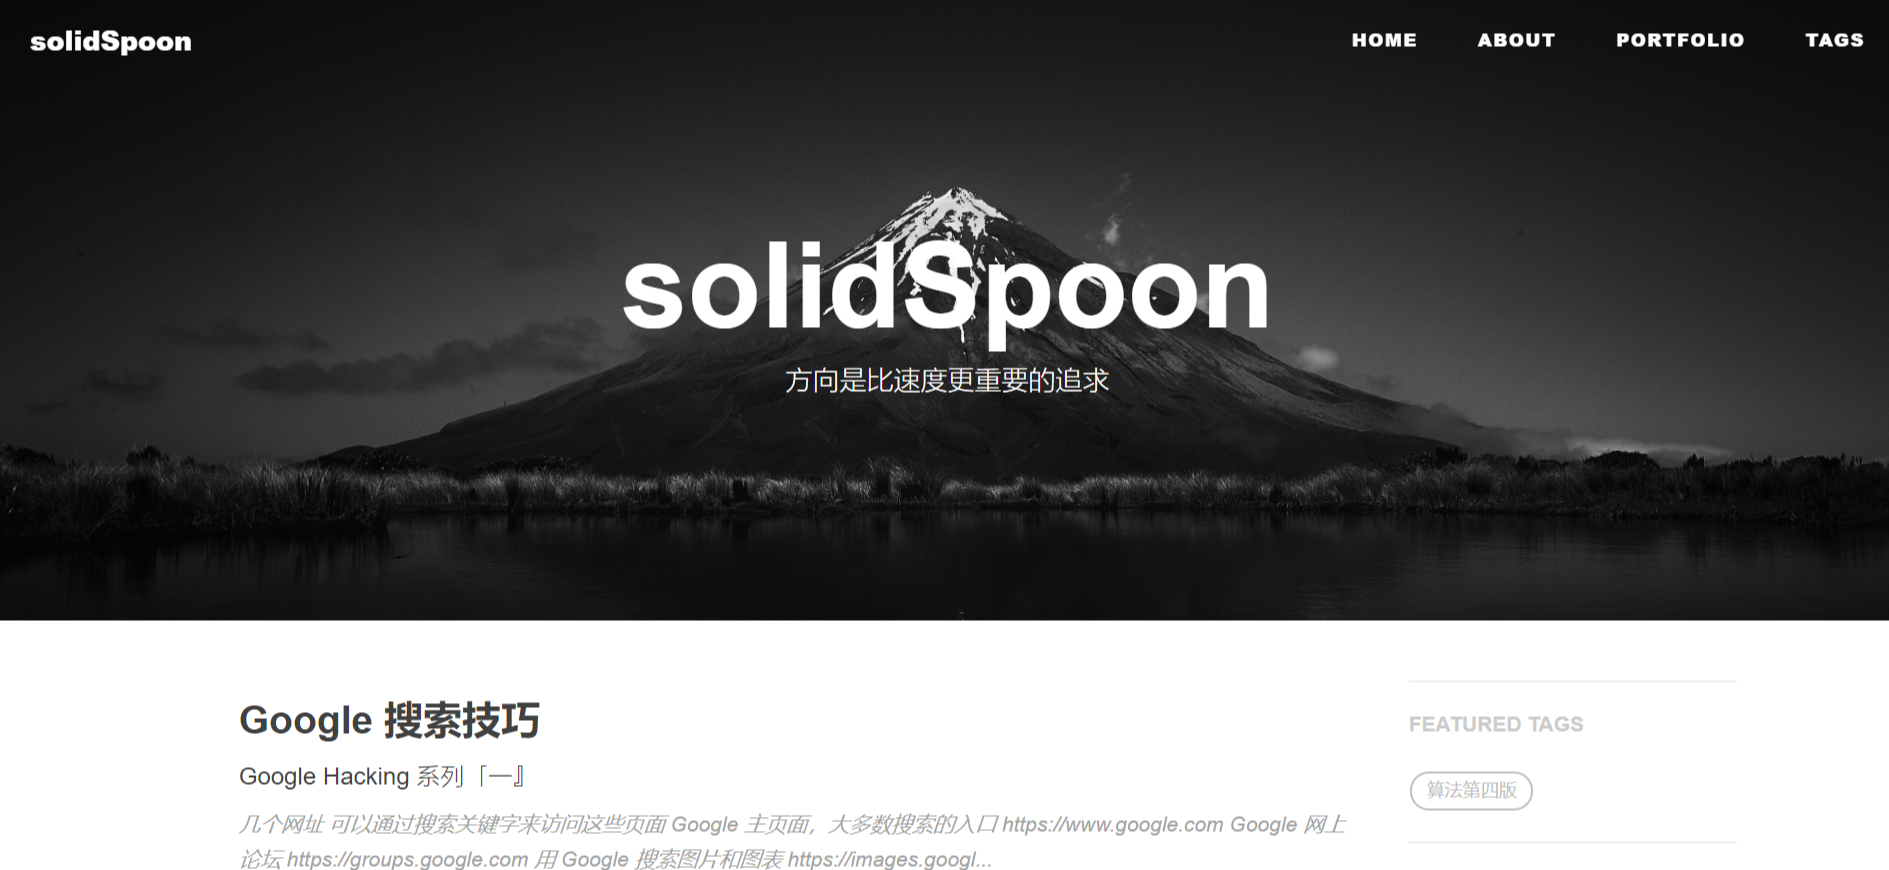 solidSpoon
HOME ABOUT PORTFOLIO TAGS
solidSpoon
方向是比速度更重要的追求
Google 搜索技巧
Google Hacking 系列「一』
几个网址 可以通过搜索关键字来访问这些页面 Google 主页面，大多数搜索的入口 https://www.google.com Google 网上
论坛 https://groups.google.com 用 Google 搜索图片和图表 https://images.googl...
FEATURED TAGS
算法第四版